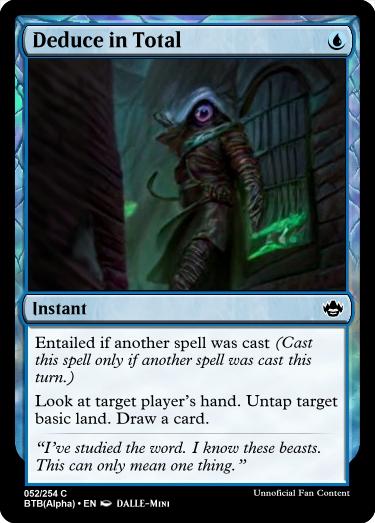 Deduce in Total
Instant
Entailed if another spell was cast (Cast
this spell only if another spell was cast this
turn.)
Look at target player's hand. Untap target
basic land. Draw a card.
“I've studied the word. I know these beasts.
This can only mean one thing.”
052/254 C
BTB(Alpha) • EN DALLE-Mini
Unofficial Fan Content